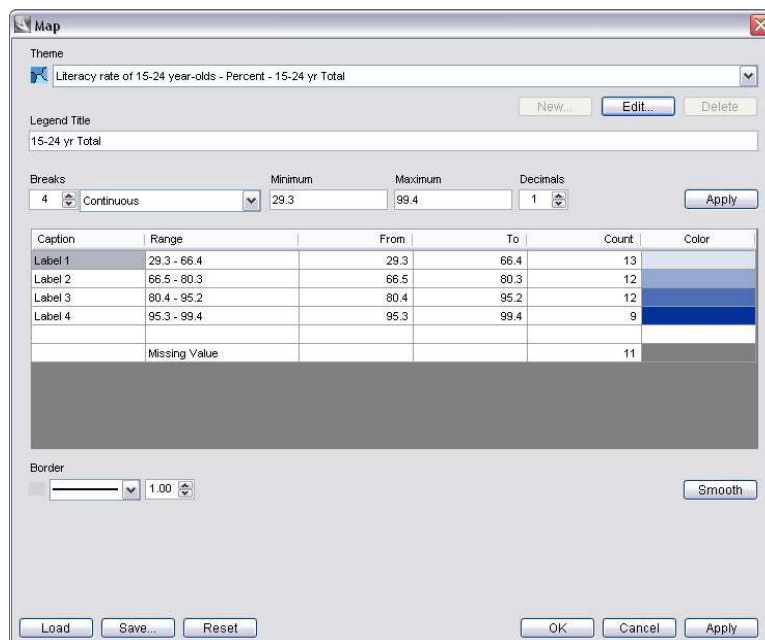 Map
Theme
Literacy rate of 15-24 year-olds - Percent - 15-24 yr Total
New... Edit... Delete
Legend Title
15-24 yr Total
Breaks Minimum Maximum Decimals
4 Continuous 29.3 99.4 1 Apply
Caption Range From To Count Color
Label 1 29.3 - 66.4 29.3 66.4 13
Label 2 66.5 - 80.3 66.5 80.3 12
Label 3 80.4 - 95.2 80.4 95.2 12
Label 4 95.3 - 99.4 95.3 99.4 9
Missing Value 11
Border
1.00 Smooth
Load Save... Reset OK Cancel Apply